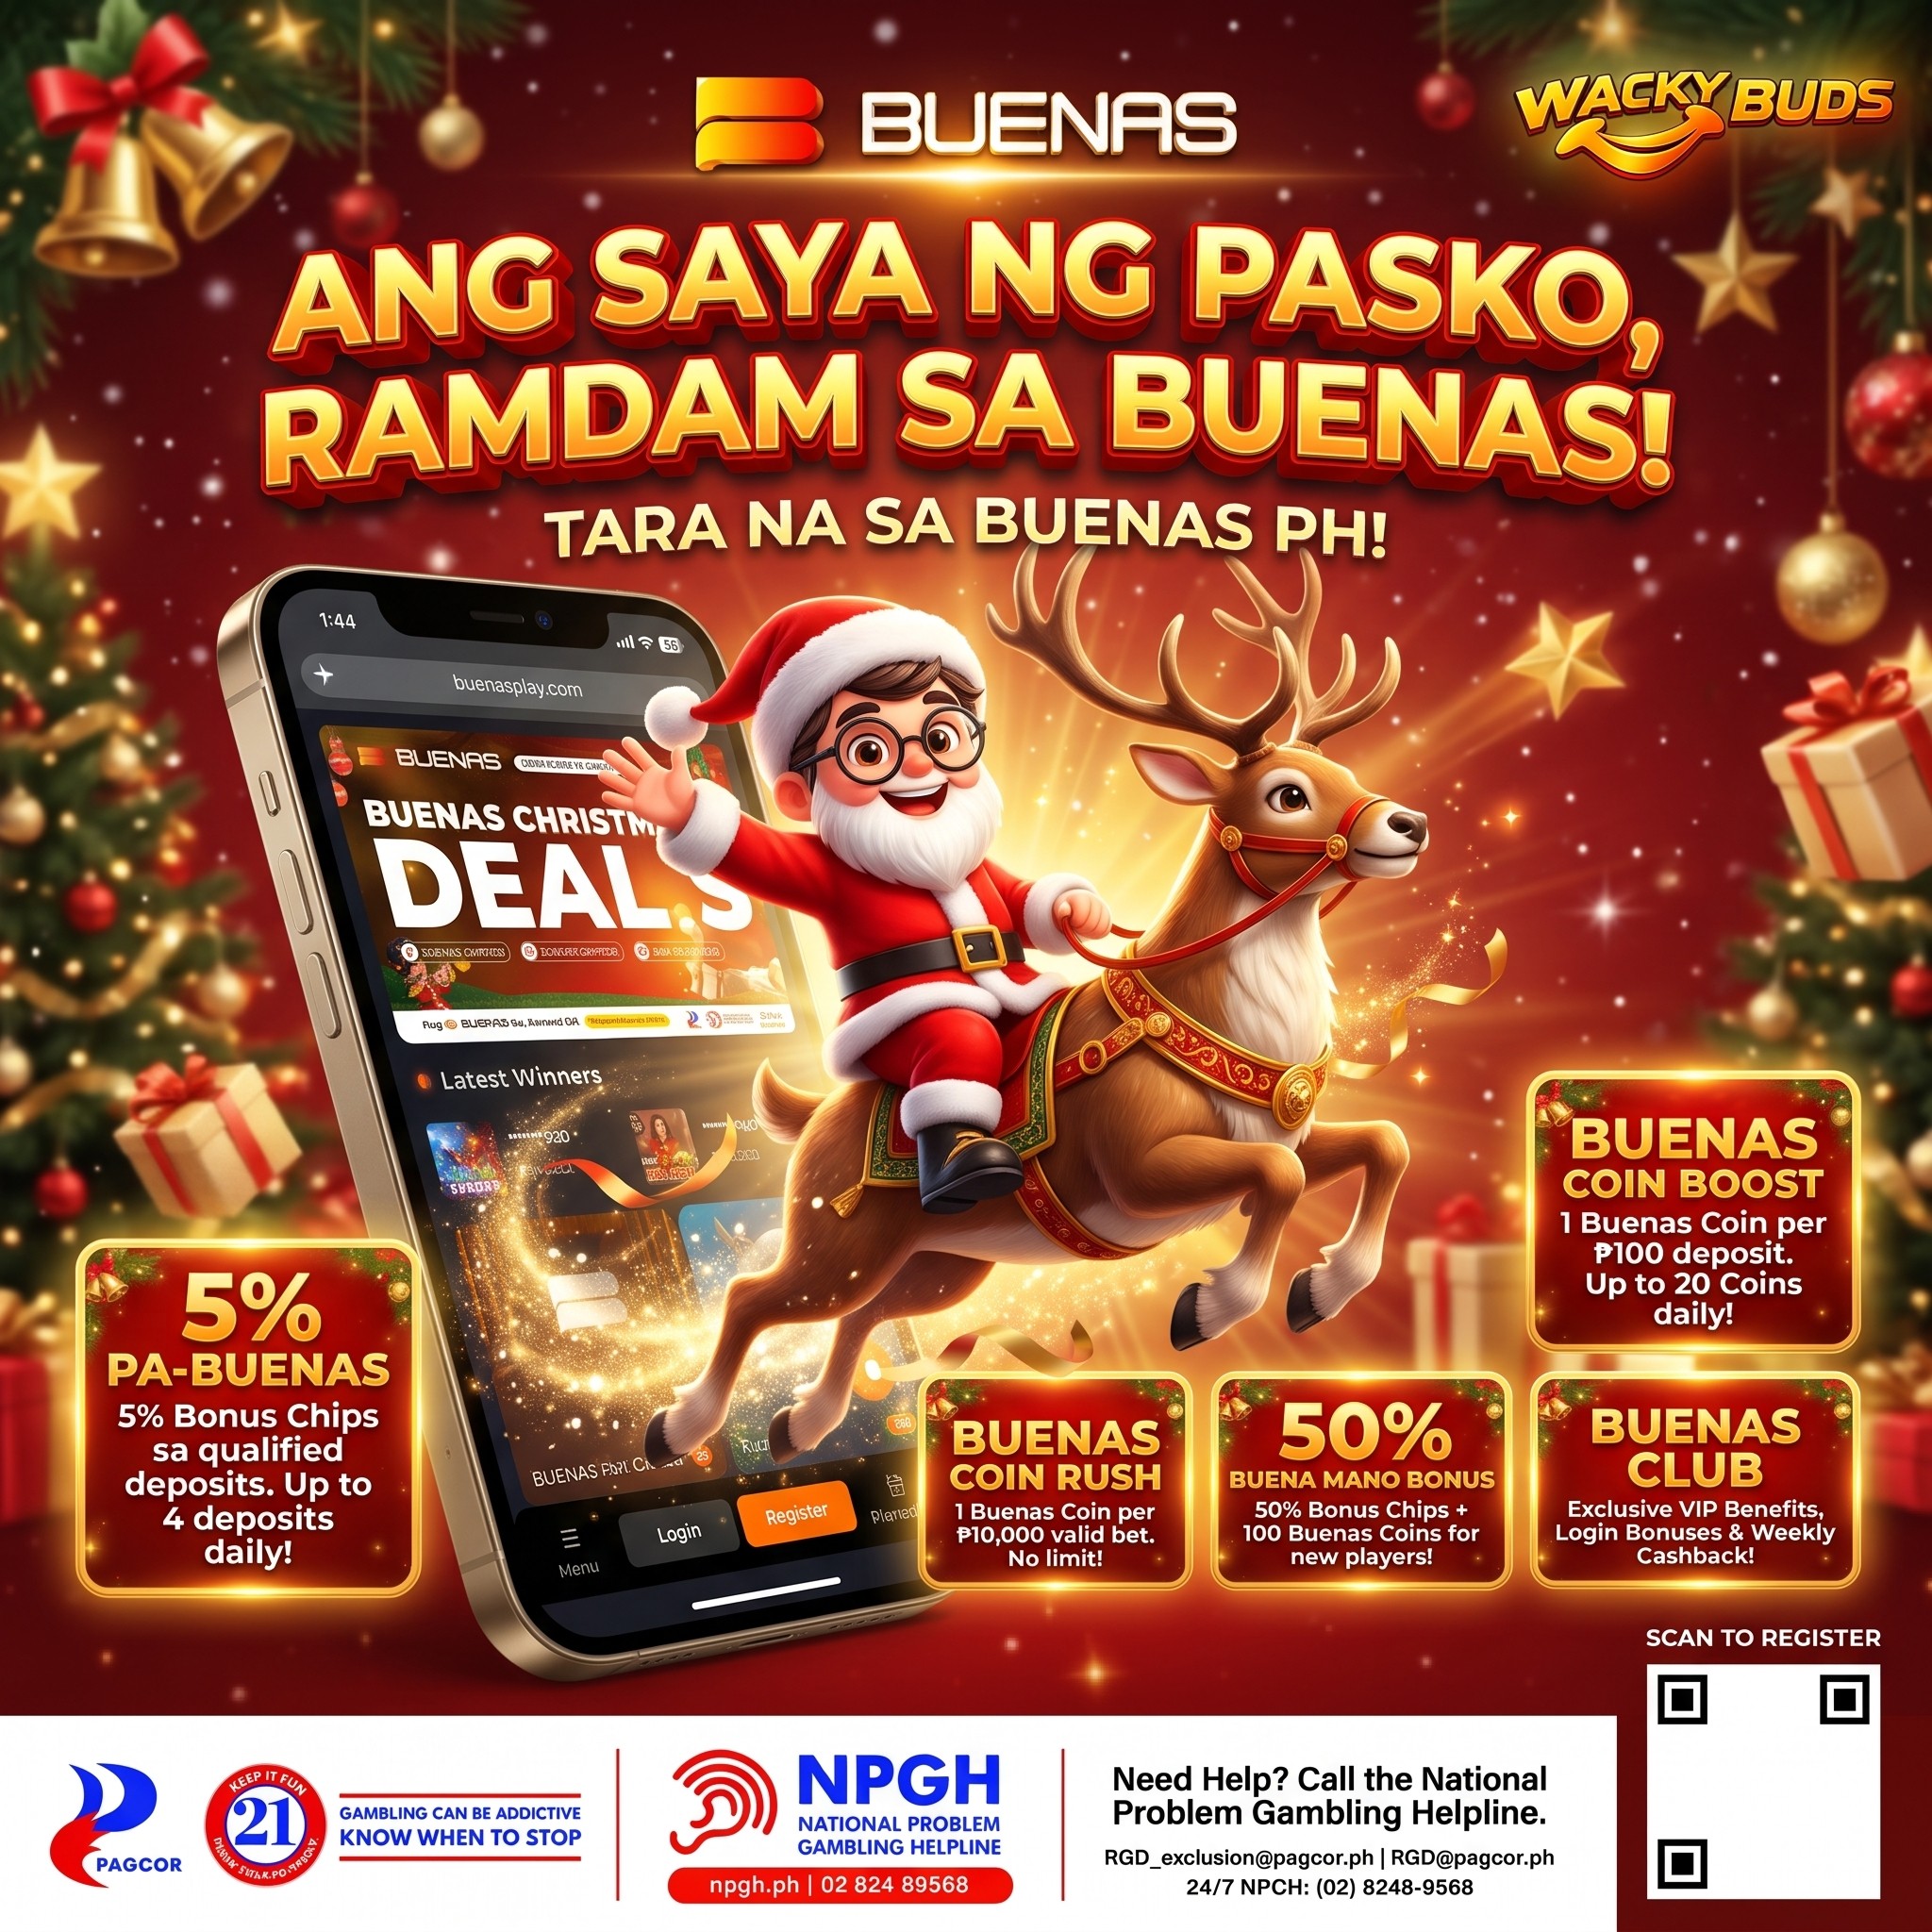 BUENAS
WACKY BUDS
ANG SAYA NG PASKO,
RAMDAM SA BUENAS!
TARA NA SA BUENAS PH!
1:44
56
buenasplay.com
BUENAS
BUENAS CHRISTM
DEALS
Latest Winners
920
BUENAS
Menu
Login
Register
5%
PA-BUENAS
5% Bonus Chips
sa qualified
deposits. Up to
4 deposits
daily!
BUENAS
COIN BOOST
1 Buenas Coin per
₱100 deposit.
Up to 20 Coins
daily!
BUENAS
COIN RUSH
1 Buenas Coin per
₱10,000 valid bet.
No limit!
50%
BUENA MANO BONUS
50% Bonus Chips +
100 Buenas Coins for
new players!
BUENAS
CLUB
Exclusive VIP Benefits,
Login Bonuses & Weekly
Cashback!
SCAN TO REGISTER
PAGCOR
KEEP IT FUN
21
GAMBLING CAN BE ADDICTIVE
KNOW WHEN TO STOP
NPGH
NATIONAL PROBLEM
GAMBLING HELPLINE
npgh.ph | 02 824 89568
Need Help? Call the National
Problem Gambling Helpline.
RGD_exclusion@pagcor.ph | RGD@pagcor.ph
24/7 NPCH: (02) 8248-9568